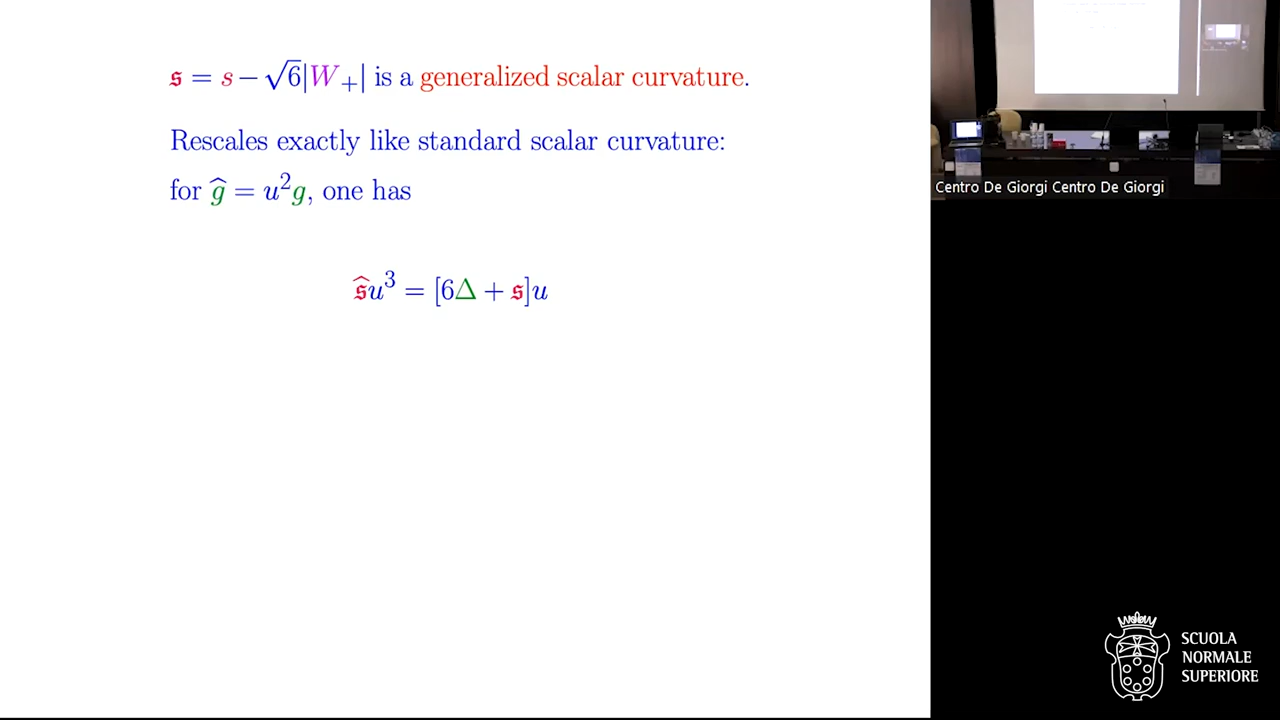 𝔰 = s − √6|W₊| is a generalized scalar curvature.
Rescales exactly like standard scalar curvature:
for ĝ = u²g, one has
𝔰̂u³ = [6Δ + 𝔰]u
Centro De Giorgi Centro De Giorgi
SCUOLA
NORMALE
SUPERIORE